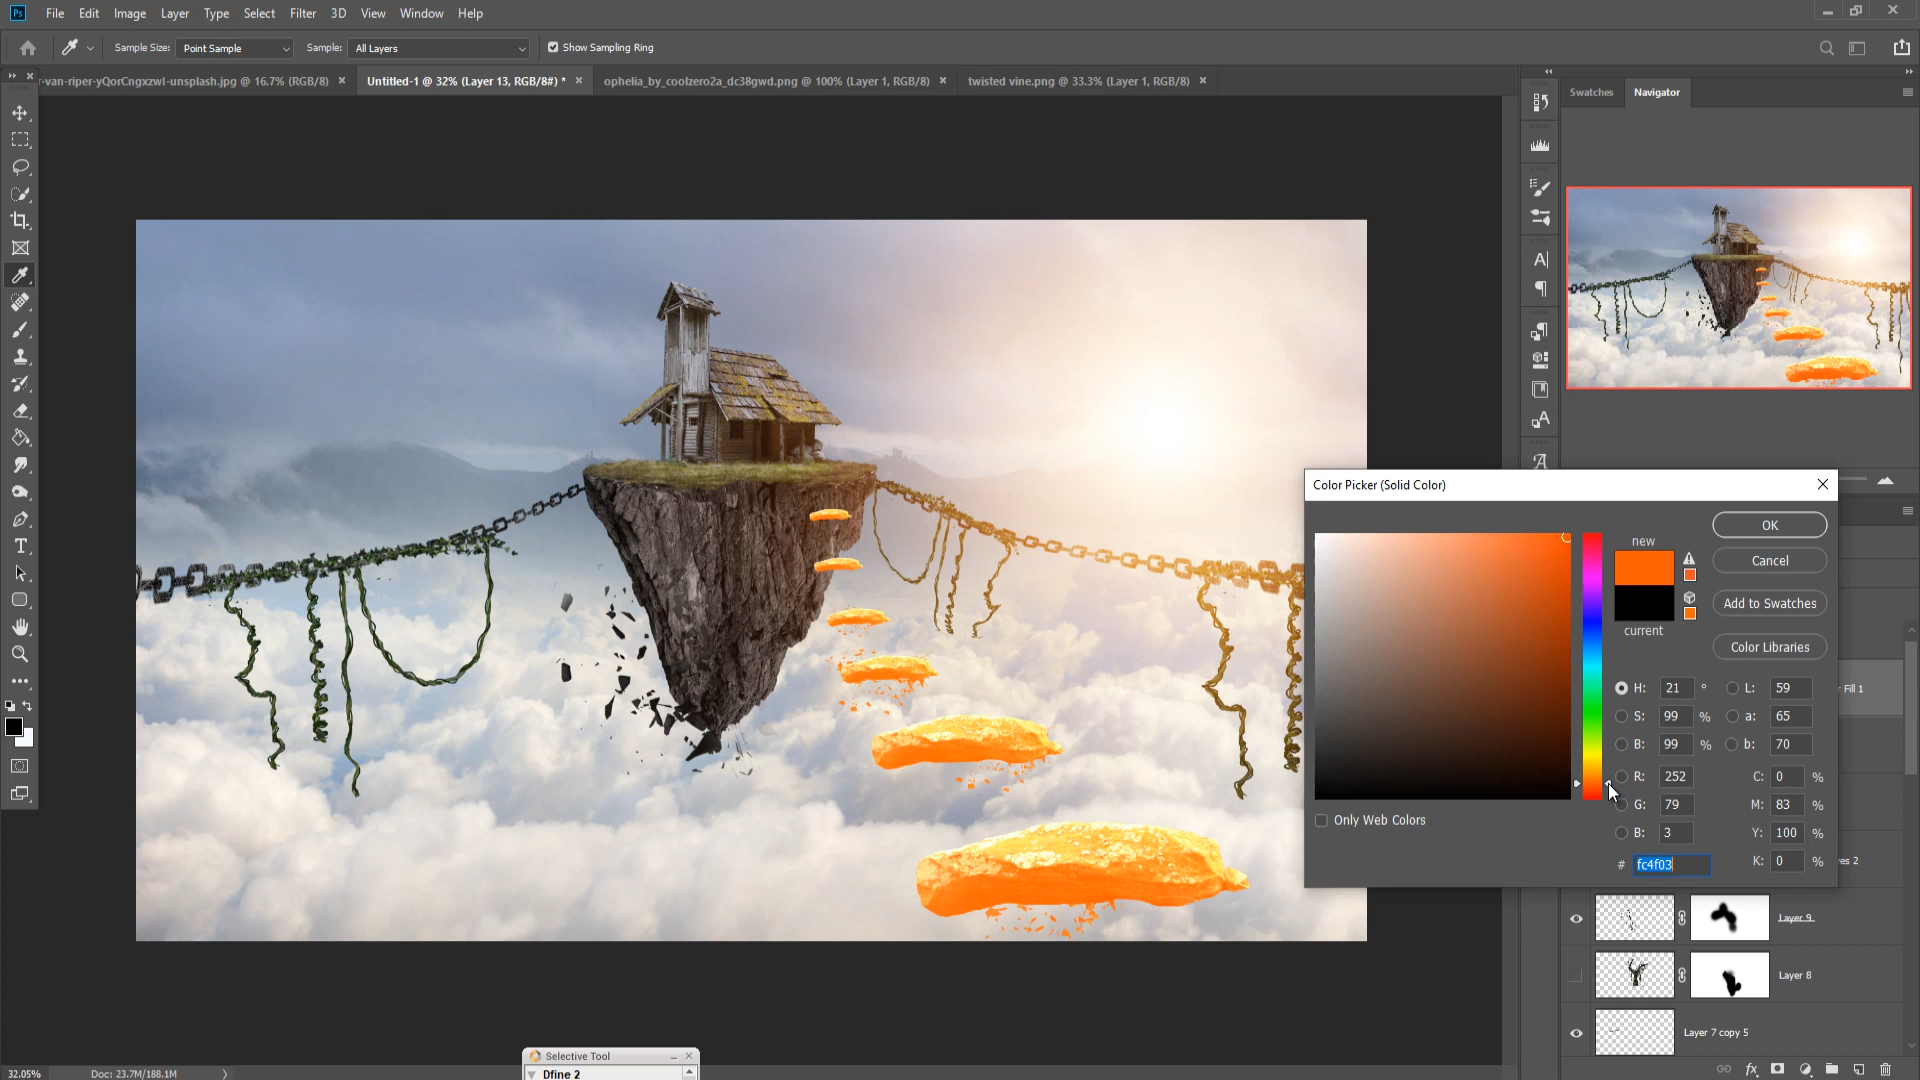 Ps File Edit Image Layer Type Select Filter 3D View Window Help
Sample Size: Point Sample Sample: All Layers Show Sampling Ring
-van-riper-yQorCngxzwI-unsplash.jpg @ 16.7% (RGB/8) Untitled-1 @ 32% (Layer 13, RGB/8#) * ophelia_by_coolzero2a_dc38gwd.png @ 100% (Layer 1, RGB/8) twisted vine.png @ 33.3% (Layer 1, RGB/8)
Swatches Navigator
Color Picker (Solid Color)
OK
new
Cancel
Add to Swatches
current
Color Libraries
H: 21 ° L: 59
Fill 1
S: 99 % a: 65
B: 99 % b: 70
R: 252 C: 0 %
G: 79 M: 83 %
Only Web Colors
B: 3 Y: 100 %
# fc4f03 K: 0 %
es 2
Layer 9
Layer 8
Layer 7 copy 5
Selective Tool
Dfine 2
32.05% Doc: 23.7M/188.1M
fx